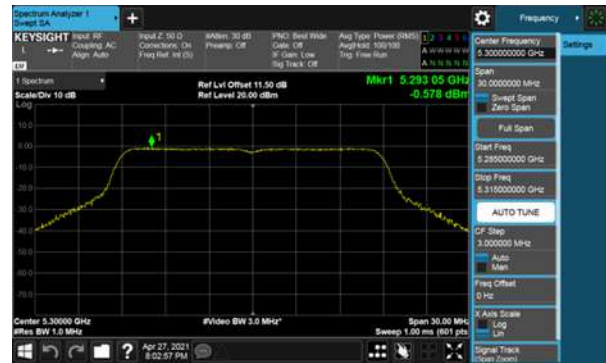 Spectrum Analyzer 1
Swept SA
Frequency
KEYSIGHT
Input: RF
Coupling: AC
Align: Auto
Input Z: 50 Ω
Corrections: On
Freq Ref: Int (S)
#Atten: 30 dB
Preamp: Off
PNO: Best Wide
Gate: Off
IF Gain: Low
Sig Track: Off
Avg Type: Power (RMS)
Avg|Hold: 100/100
Trig: Free Run
1 2 3 4 5 6
A W W W W W
A N N N N N
1 Spectrum
Scale/Div 10 dB
Log
Ref Lvl Offset 11.50 dB
Ref Level 20.00 dBm
Mkr1 5.293 05 GHz
-0.578 dBm
10.0
0.00
-10.0
-20.0
-30.0
-40.0
-50.0
-60.0
-70.0
1
Center 5.30000 GHz
#Res BW 1.0 MHz
#Video BW 3.0 MHz*
Span 30.00 MHz
Sweep 1.00 ms (601 pts)
Apr 27, 2021
8:02:57 PM
Center Frequency
5.300000000 GHz
Settings
Span
30.0000000 MHz
Swept Span
Zero Span
Full Span
Start Freq
5.285000000 GHz
Stop Freq
5.315000000 GHz
AUTO TUNE
CF Step
3.000000 MHz
Auto
Man
Freq Offset
0 Hz
X Axis Scale
Log
Lin
Signal Track
(Span Zoom)